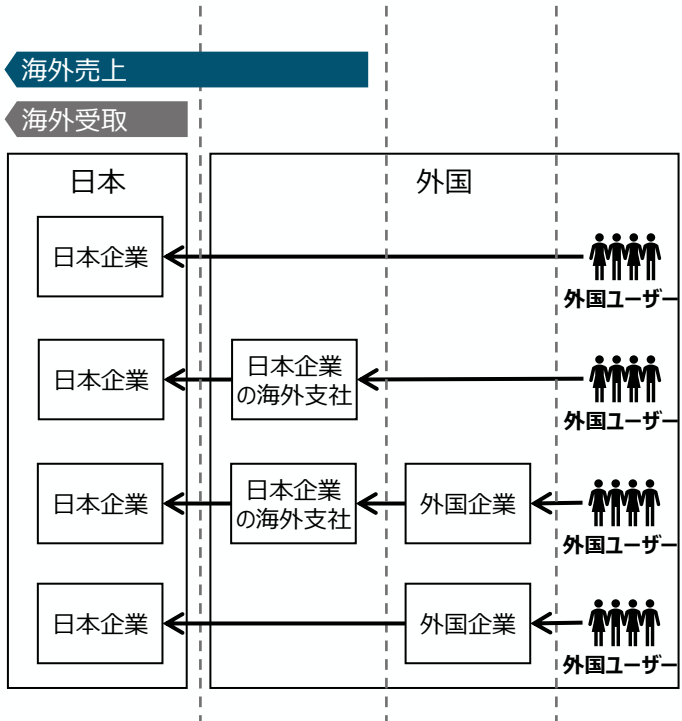 海外売上
海外受取
日本
外国
日本企業
外国ユーザー
日本企業
日本企業
の海外支社
外国ユーザー
日本企業
日本企業
の海外支社
外国企業
外国ユーザー
日本企業
外国企業
外国ユーザー